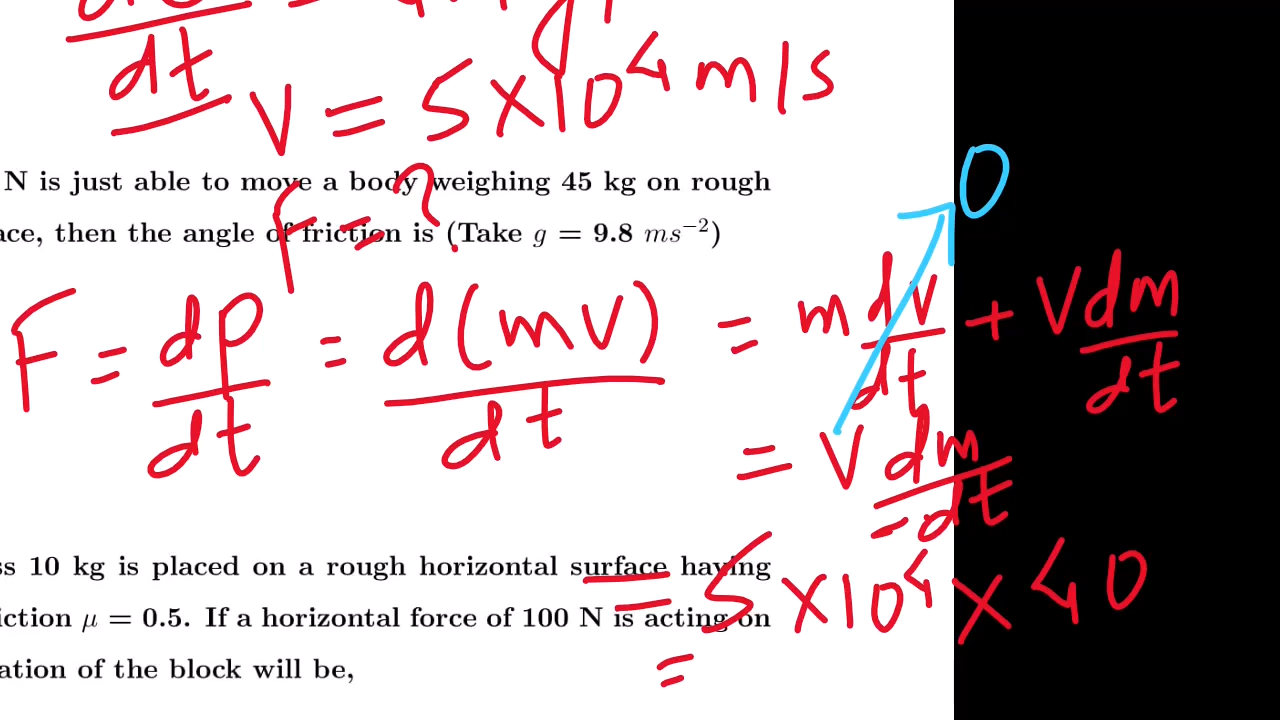 dt
V = 5 × 10⁴ m/s
N is just able to move a body weighing 45 kg on rough
F = ?
ace, then the angle of friction is (Take g = 9.8 ms⁻²)
0
F = dp/dt = d(mv)/dt = m dv/dt + V dm/dt
= V dm/dt
ss 10 kg is placed on a rough horizontal surface having
= 5 × 10⁴ × 40
iction μ = 0.5. If a horizontal force of 100 N is acting on
=
ation of the block will be,